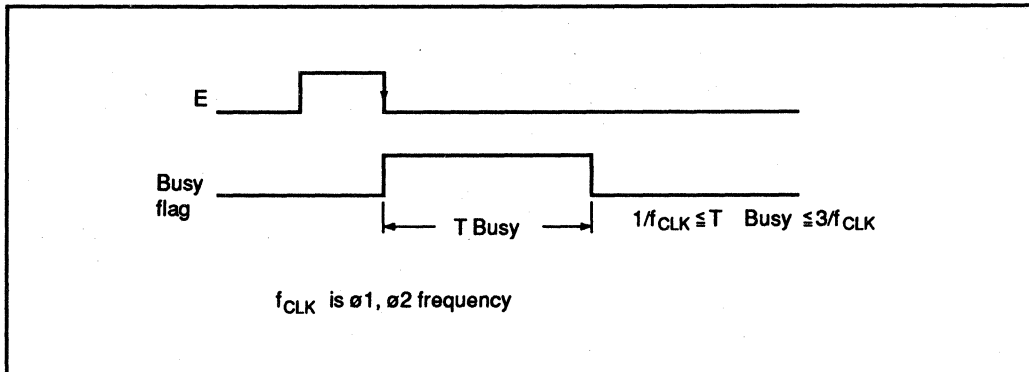 E
Busy
flag
T Busy
1/fCLK ≦ T Busy ≦ 3/fCLK
fCLK is ø1, ø2 frequency